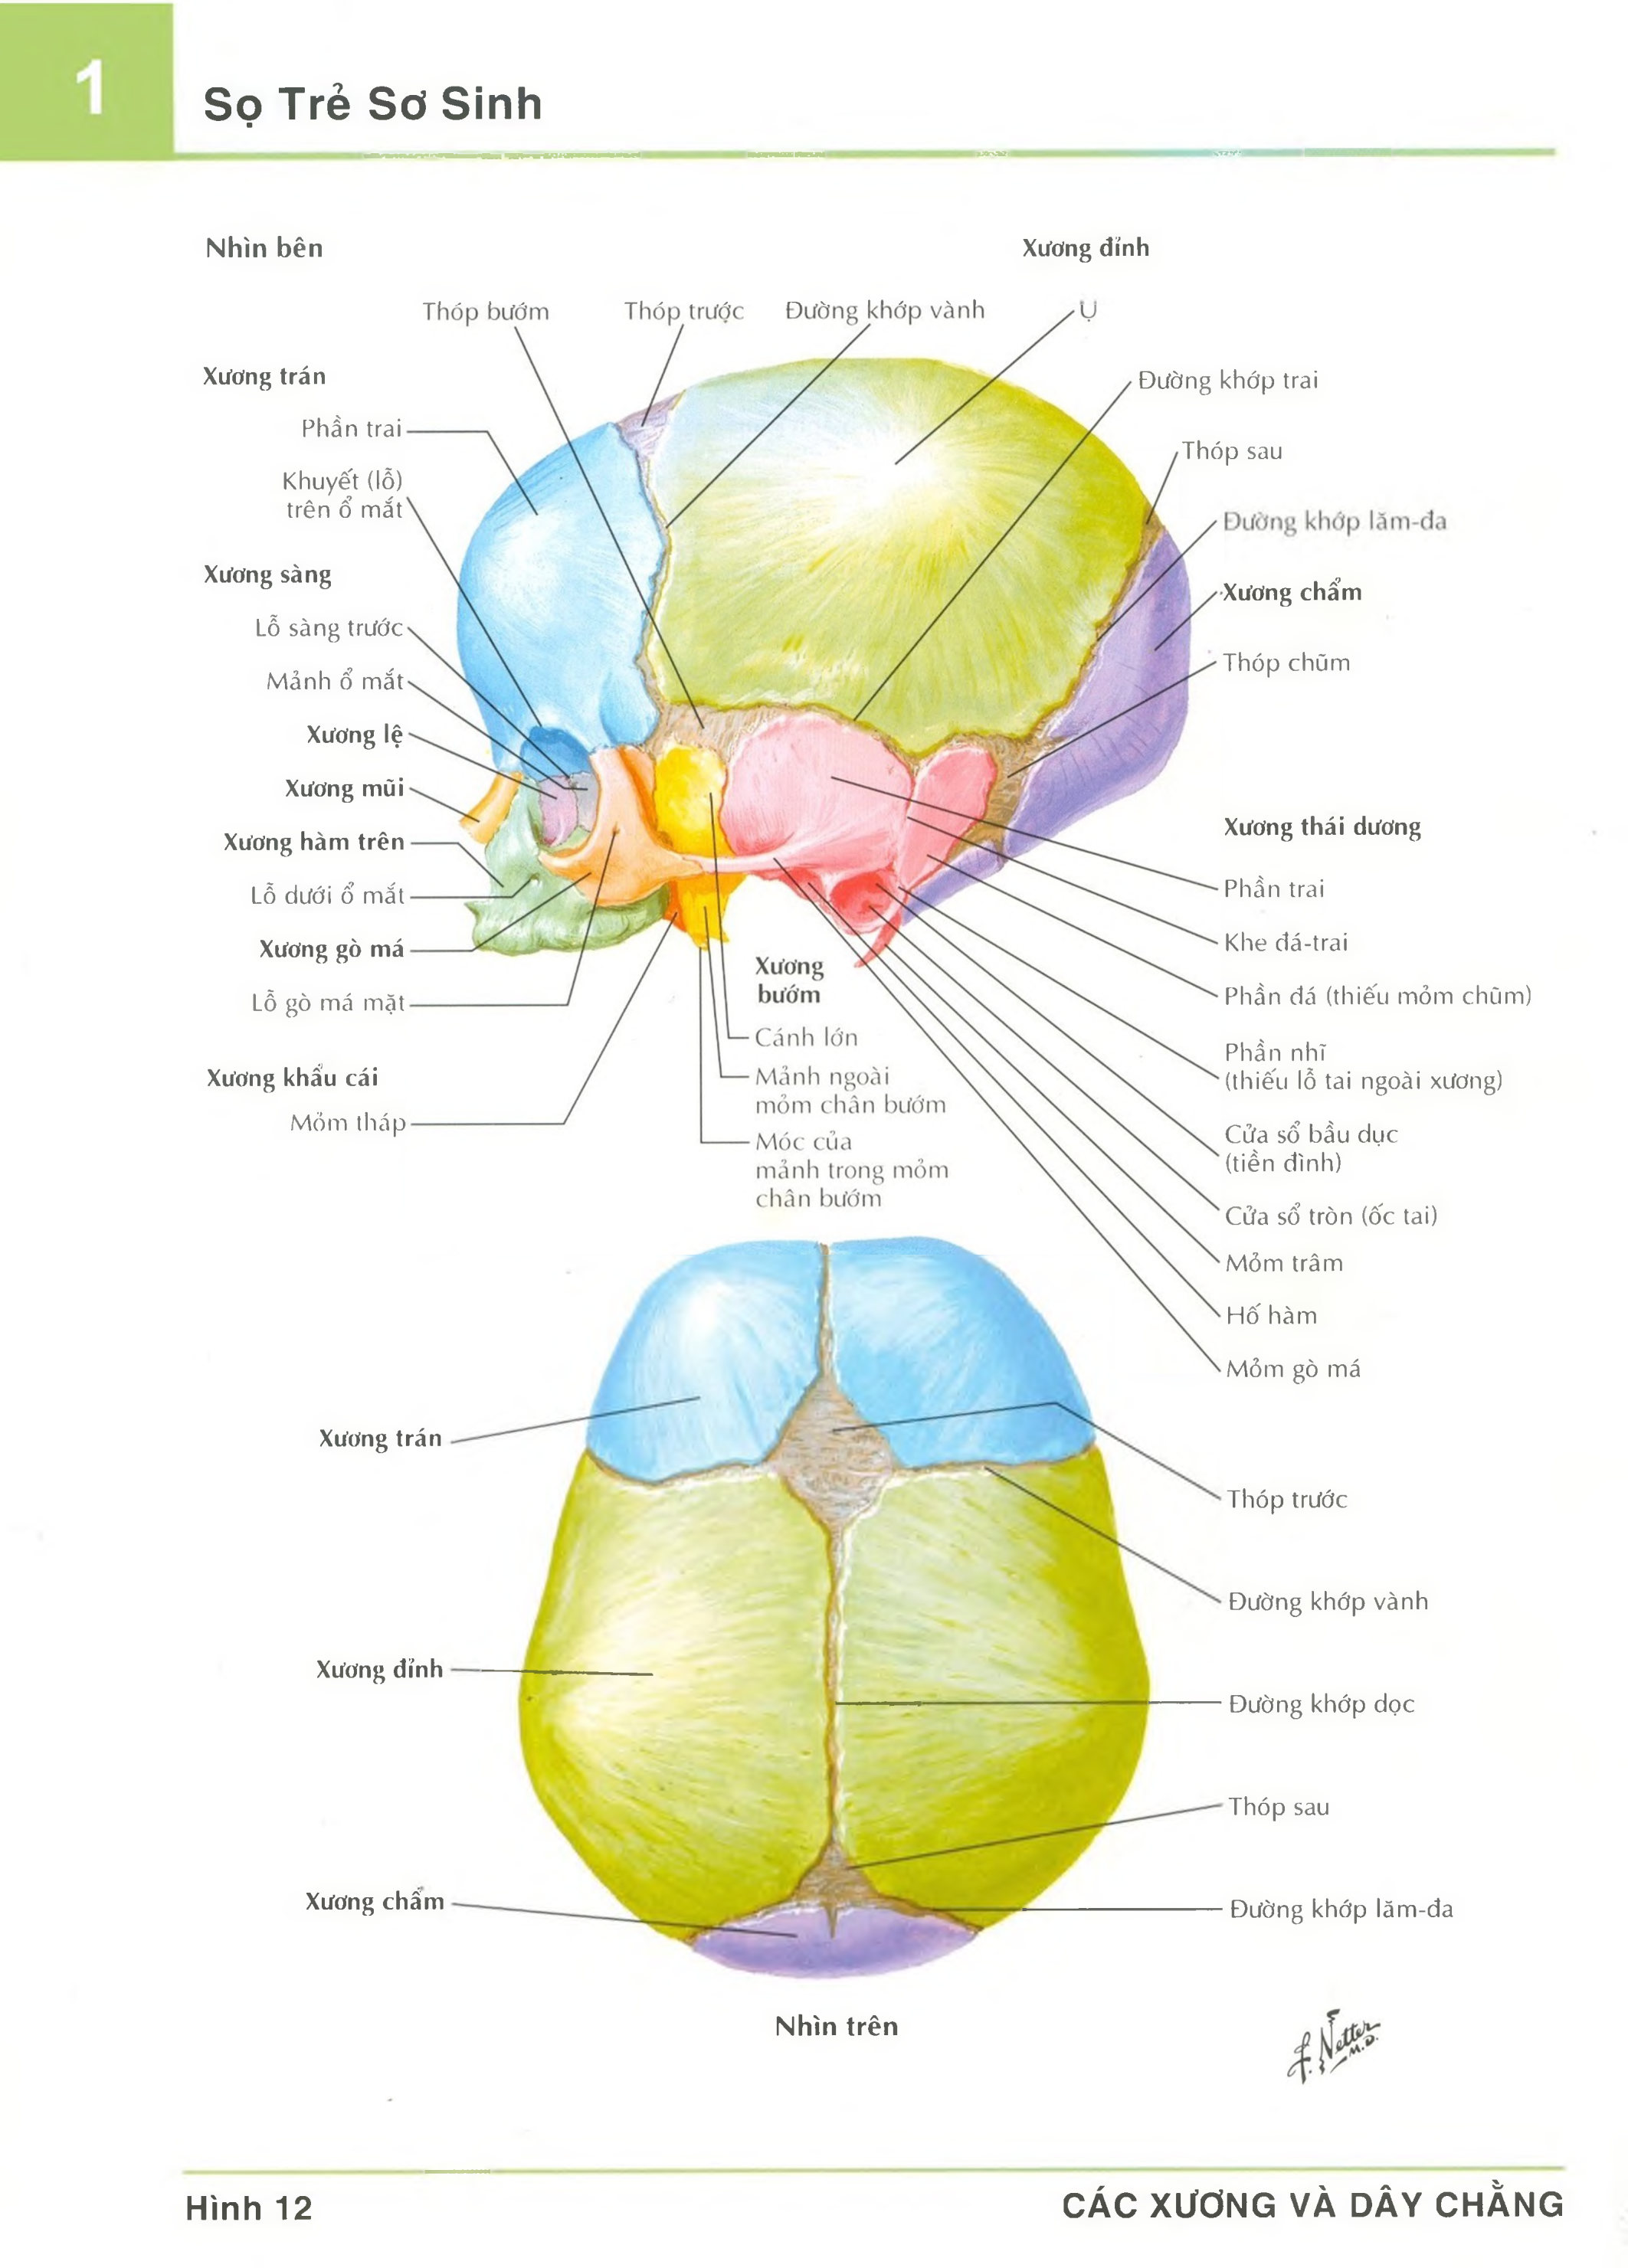 1
Sọ Trẻ Sơ Sinh
Nhìn bên
Xương đỉnh
Thóp bướm
Thóp trước
Đường khớp vành
Ụ
Xương trán
Phần trai
Khuyết (lỗ)
trên ổ mắt
Xương sàng
Lỗ sàng trước
Mảnh ổ mắt
Xương lệ
Xương mũi
Xương hàm trên
Lỗ dưới ổ mắt
Xương gò má
Lỗ gò má mặt
Xương khẩu cái
Mỏm tháp
Xương
bướm
Cánh lớn
Mảnh ngoài
mỏm chân bướm
Móc của
mảnh trong mỏm
chân bướm
Đường khớp trai
Thóp sau
Đường khớp lăm-đa
Xương chẩm
Thóp chũm
Xương thái dương
Phần trai
Khe đá-trai
Phần đá (thiếu mỏm chũm)
Phần nhĩ
(thiếu lỗ tai ngoài xương)
Cửa sổ bầu dục
(tiền đình)
Cửa sổ tròn (ốc tai)
Mỏm trâm
Hố hàm
Mỏm gò má
Xương trán
Xương đỉnh
Xương chẩm
Thóp trước
Đường khớp vành
Đường khớp dọc
Thóp sau
Đường khớp lăm-đa
Nhìn trên
F. Netter
M.D.
Hình 12
CÁC XƯƠNG VÀ DÂY CHẰNG